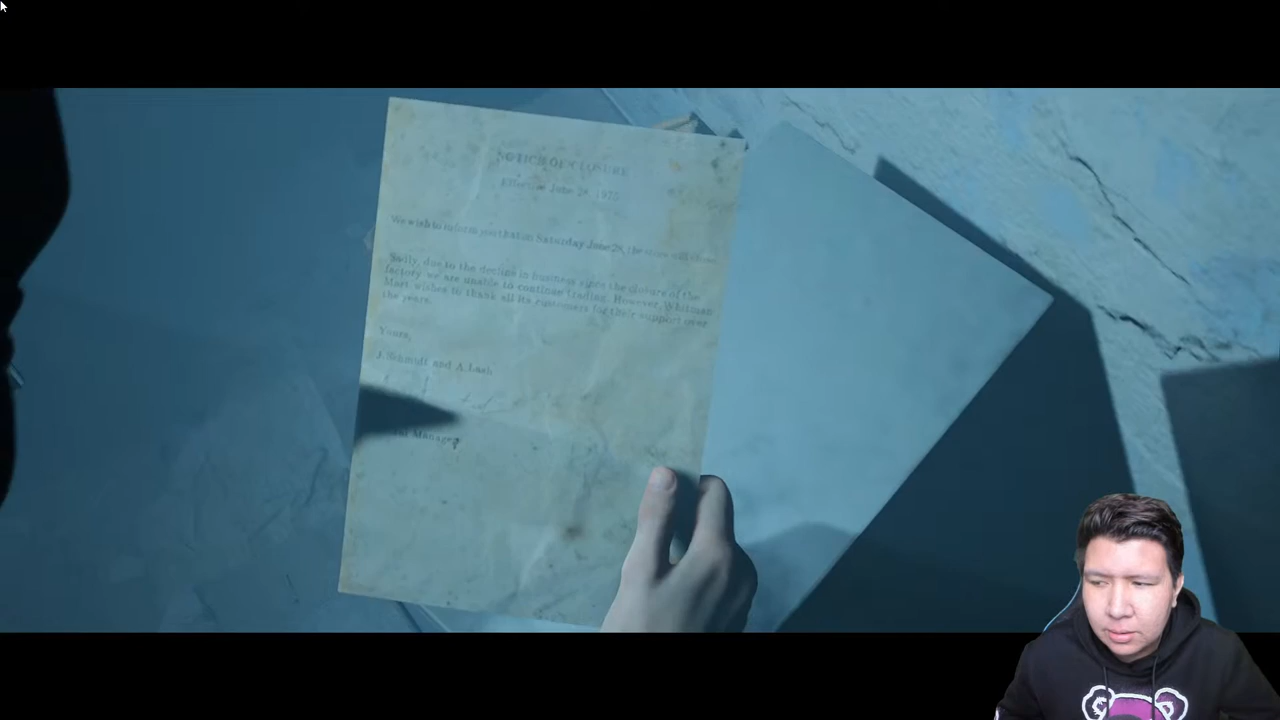 NOTICE OF CLOSURE
Effective June 28, 1975
We wish to inform you that on Saturday June 28, the store will close.
Sadly, due to the decline in business since the closure of the
factory we are unable to continue trading. However, Whitman
Mart wishes to thank all its customers for their support over
the years.
Yours,
J. Schmidt and A. Lash
Manager